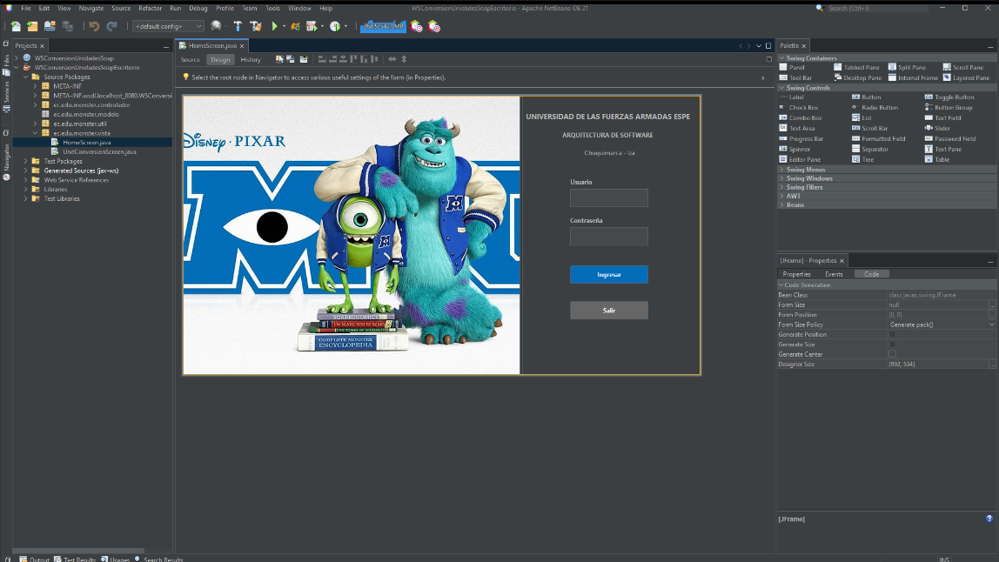 File Edit View Navigate Source Refactor Run Debug Profile Team Tools Window Help
WSConversionUnidadesSoapEscritorio - Apache NetBeans IDE 21
Search (Ctrl+I)
<default config>
Projects
WSConversionUnidadesSoap
WSConversionUnidadesSoapEscritorio
Source Packages
META-INF
META-INF.wsdl.localhost_8080.WSConversi
ec.edu.monster.controlador
ec.edu.monster.modelo
ec.edu.monster.util
ec.edu.monster.vista
HomeScreen.java
UnitConversionScreen.java
Test Packages
Generated Sources (jax-ws)
Web Service References
Libraries
Test Libraries
Files
Services
Navigator
HomeScreen.java
Source Design History
Select the root node in Navigator to access various useful settings of the form (in Properties).
DISNEY · PIXAR
SCARTONOMICS
I'M SCARE, YOU'RE SCARY
THE POWER OF SCREAMETRICS
COMPLETE MONSTER
ENCYCLOPEDIA
UNIVERSIDAD DE LAS FUERZAS ARMADAS ESPE
ARQUITECTURA DE SOFTWARE
Chuquimarca - Iza
Usuario
Contraseña
Ingresar
Salir
Palette
Swing Containers
Panel Tabbed Pane Split Pane Scroll Pane
Tool Bar Desktop Pane Internal Frame Layered Pane
Swing Controls
Label Button Toggle Button
Check Box Radio Button Button Group
Combo Box List Text Field
Text Area Scroll Bar Slider
Progress Bar Formatted Field Password Field
Spinner Separator Text Pane
Editor Pane Tree Table
Swing Menus
Swing Windows
Swing Fillers
AWT
Beans
[JFrame] - Properties
Properties Events Code
Code Generation
Bean Class class javax.swing.JFrame
Form Size null
Form Position [0, 0]
Form Size Policy Generate pack()
Generate Position
Generate Size
Generate Center
Designer Size [992, 534]
[JFrame]
Output Test Results Usages Search Results
INS